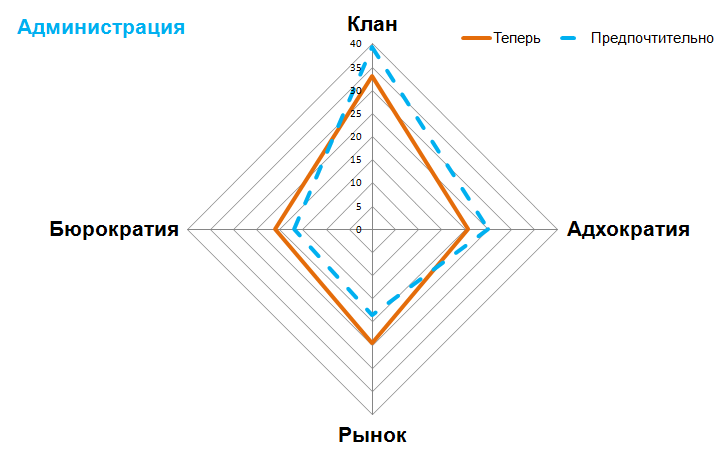 Администрация
Клан
Теперь
Предпочтительно
40
35
30
25
20
15
10
5
0
Бюрократия
Адхократия
Рынок